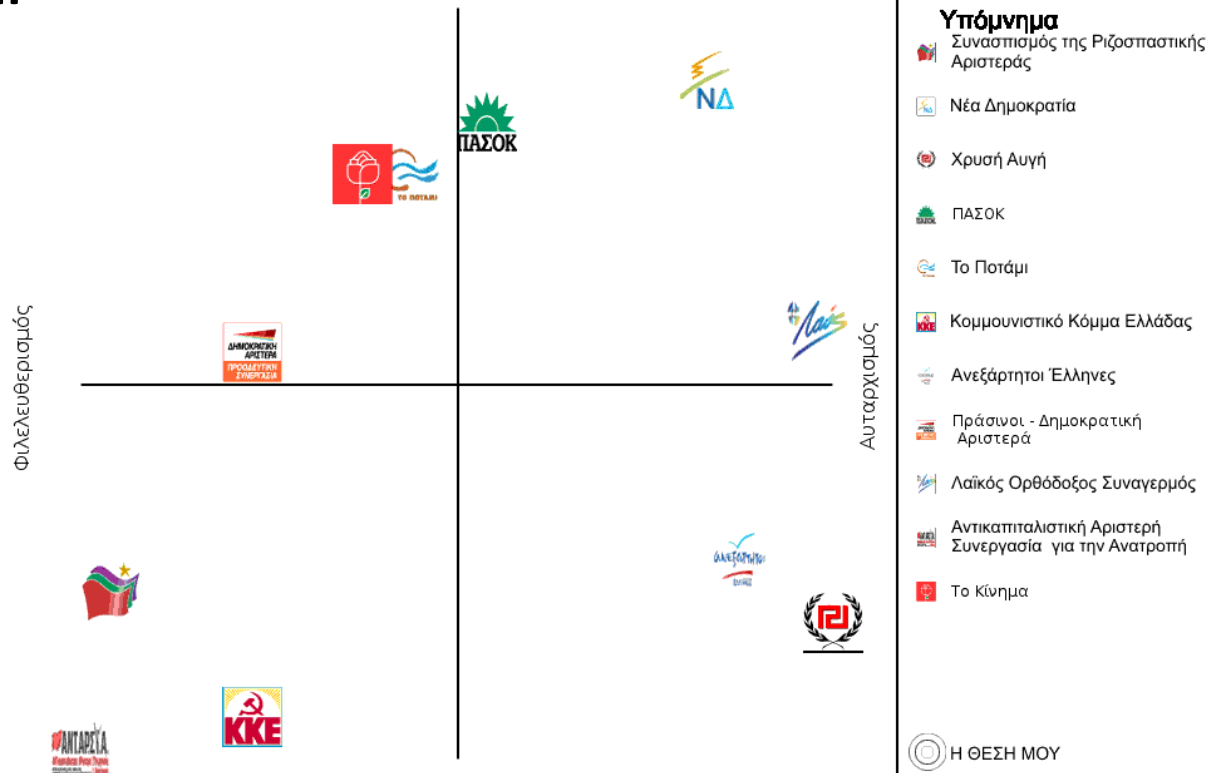 Υπόμνημα
Συνασπισμός της Ριζοσπαστικής
Αριστεράς
Νέα Δημοκρατία
Χρυσή Αυγή
ΠΑΣΟΚ
Το Ποτάμι
Κομμουνιστικό Κόμμα Ελλάδας
Ανεξάρτητοι Έλληνες
Πράσινοι - Δημοκρατική
Αριστερά
Λαϊκός Ορθόδοξος Συναγερμός
Αντικαπιταλιστική Αριστερή
Συνεργασία για την Ανατροπή
Το Κίνημα
Η ΘΕΣΗ ΜΟΥ
Φιλελευθερισμός
Αυταρχισμός
ΝΔ
ΠΑΣΟΚ
ΤΟ ΠΟΤΑΜΙ
Λαός
ΔΗΜΟΚΡΑΤΙΚΗ
ΑΡΙΣΤΕΡΑ
ΠΡΟΟΔΕΥΤΙΚΗ
ΣΥΝΕΡΓΑΣΙΑ
ανεξάρτητοι
ΚΚΕ
ΑΝΤΑΡΣΥΑ